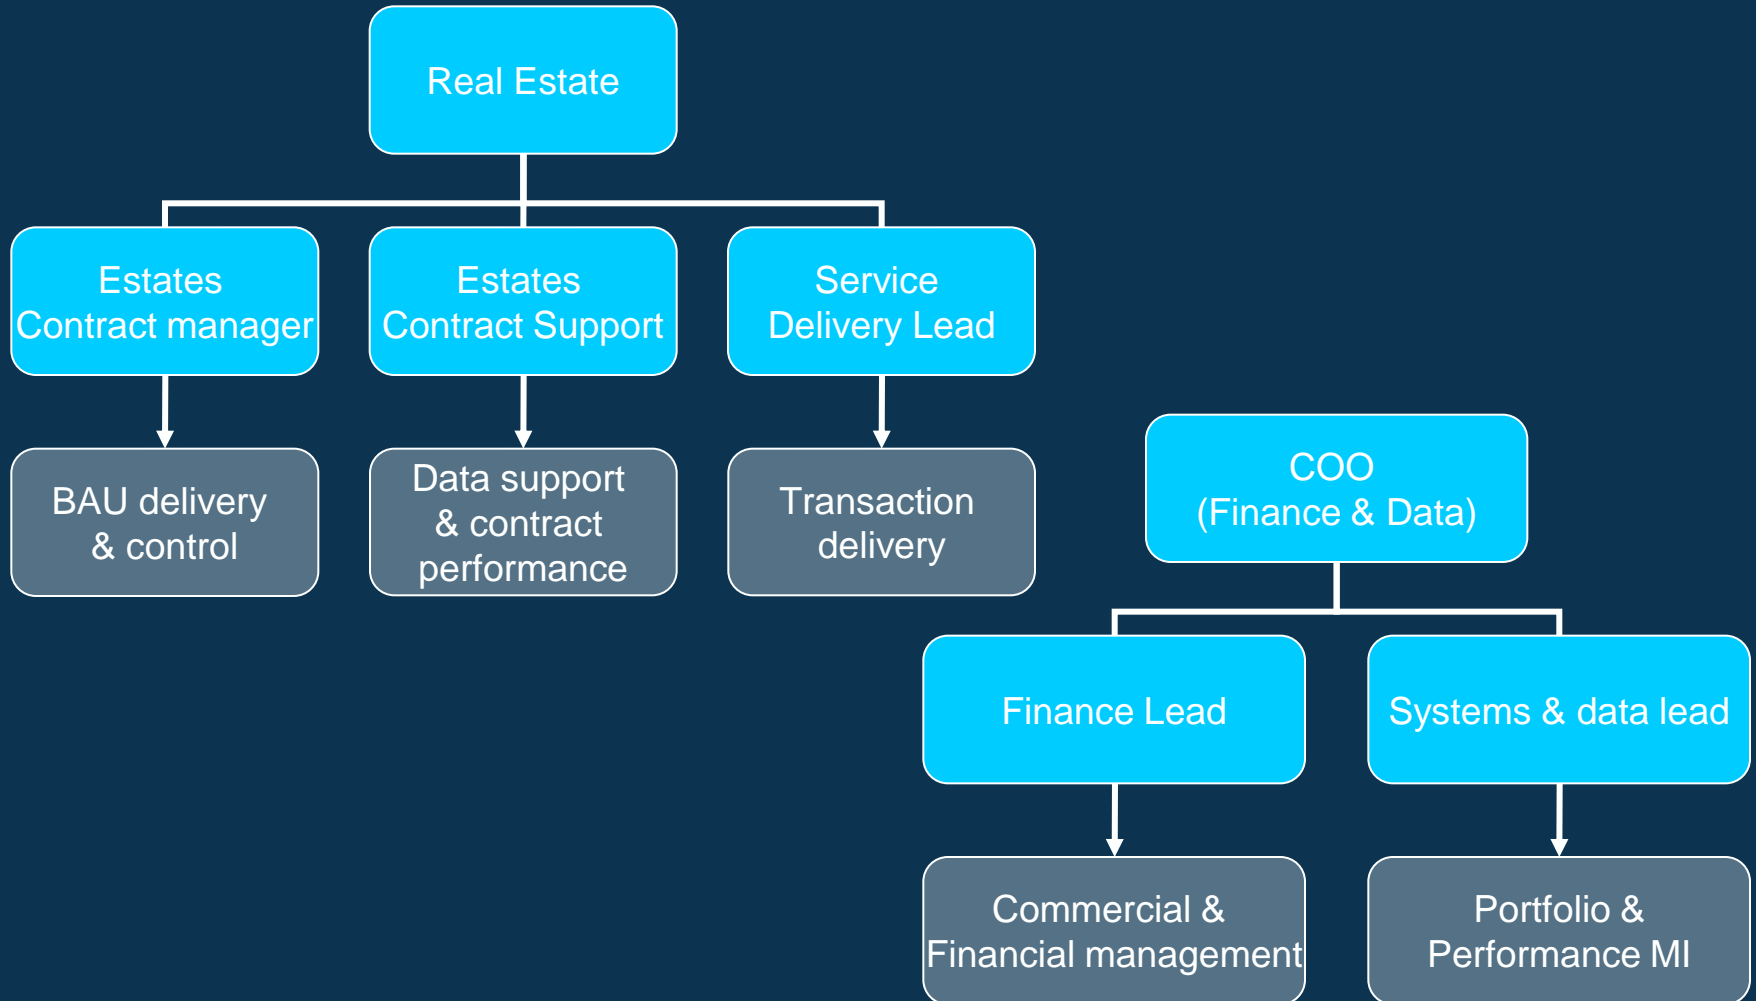 Real Estate
Estates
Contract manager
Estates
Contract Support
Service
Delivery Lead
BAU delivery
& control
Data support
& contract
performance
Transaction
delivery
COO
(Finance & Data)
Finance Lead
Systems & data lead
Commercial &
Financial management
Portfolio &
Performance MI